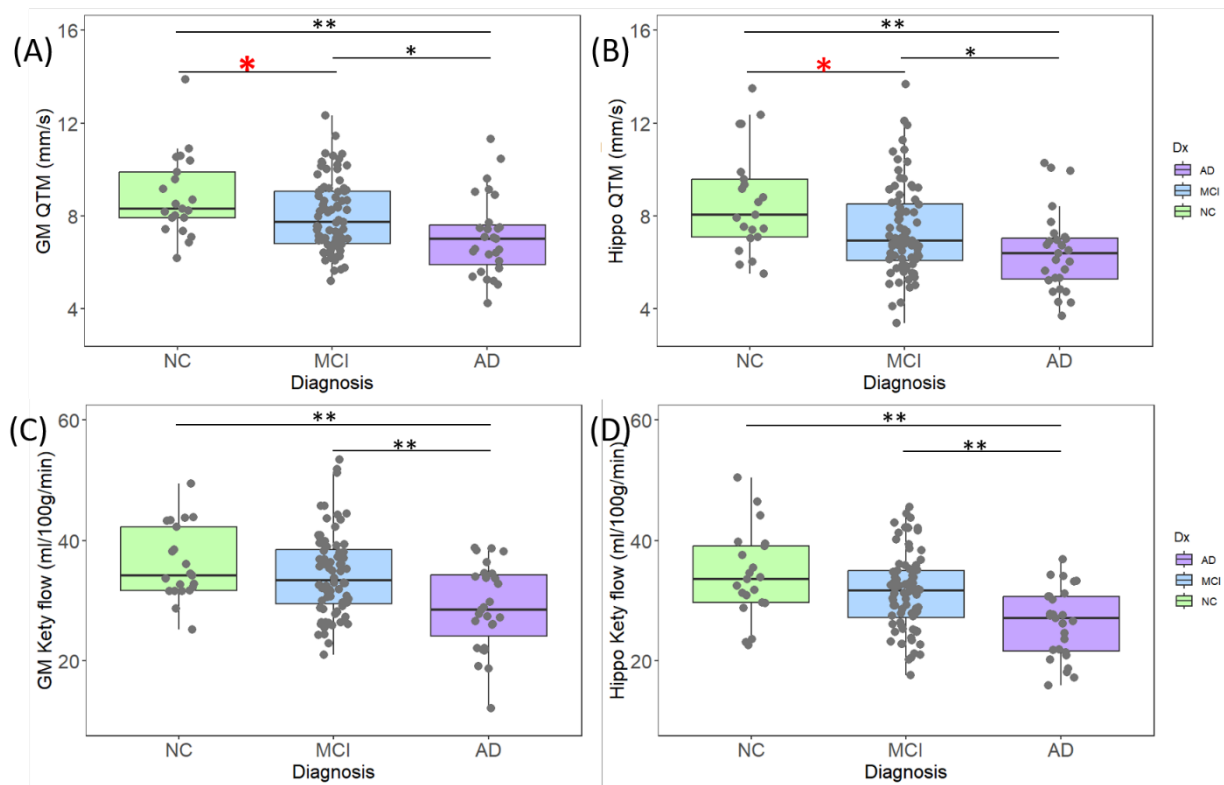 (A)
GM QTM (mm/s)
16
12
8
4
**
*
*
NC MCI AD
Diagnosis
(B)
Hippo QTM (mm/s)
16
12
8
4
**
*
*
NC MCI AD
Diagnosis
Dx
AD
MCI
NC
(C)
GM Kety flow (ml/100g/min)
60
40
20
**
**
NC MCI AD
Diagnosis
(D)
Hippo Kety flow (ml/100g/min)
60
40
20
**
**
NC MCI AD
Diagnosis
Dx
AD
MCI
NC